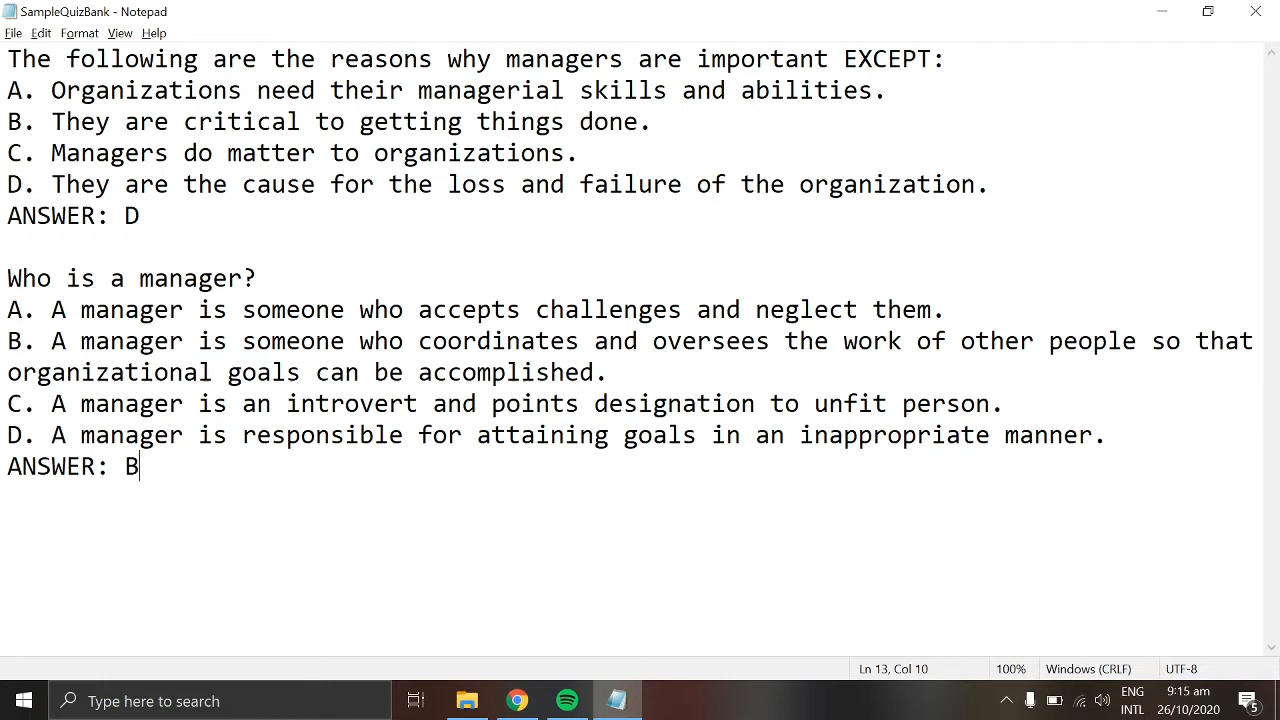 SampleQuizBank - Notepad
File Edit Format View Help
The following are the reasons why managers are important EXCEPT:
A. Organizations need their managerial skills and abilities.
B. They are critical to getting things done.
C. Managers do matter to organizations.
D. They are the cause for the loss and failure of the organization.
ANSWER: D
Who is a manager?
A. A manager is someone who accepts challenges and neglect them.
B. A manager is someone who coordinates and oversees the work of other people so that
organizational goals can be accomplished.
C. A manager is an introvert and points designation to unfit person.
D. A manager is responsible for attaining goals in an inappropriate manner.
ANSWER: B
Ln 13, Col 10 100% Windows (CRLF) UTF-8
Type here to search
ENG 9:15 am
INTL 26/10/2020 5